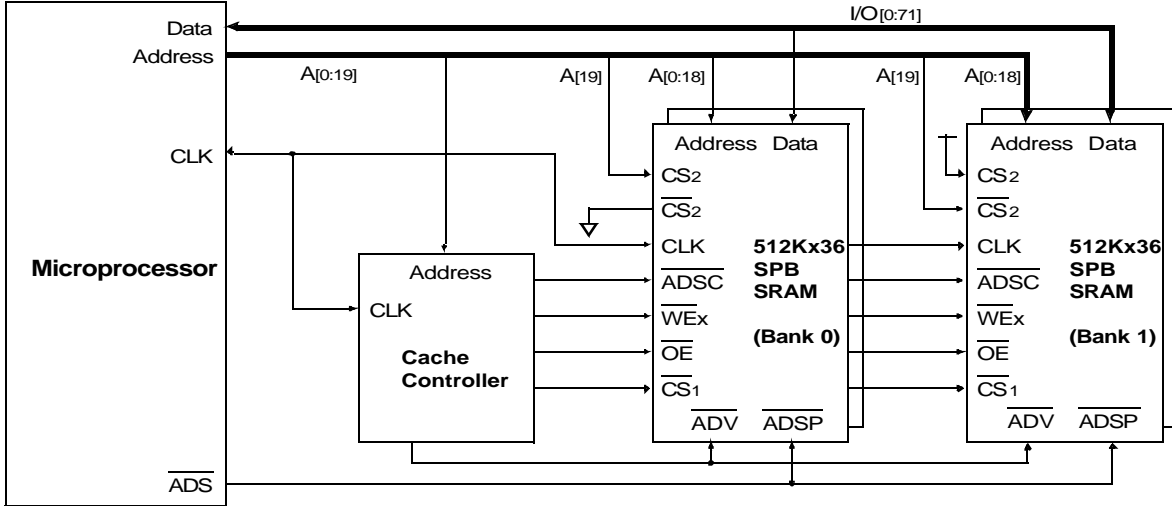 I/O[0:71]
Data
Address
A[0:19]
A[19]
A[0:18]
A[19]
A[0:18]
CLK
Microprocessor
ADS
Address
CLK
Cache
Controller
Address Data
CS2
CS2
CLK
ADSC
WEx
OE
CS1
ADV ADSP
512Kx36
SPB
SRAM
(Bank 0)
Address Data
CS2
CS2
CLK
ADSC
WEx
OE
CS1
ADV ADSP
512Kx36
SPB
SRAM
(Bank 1)